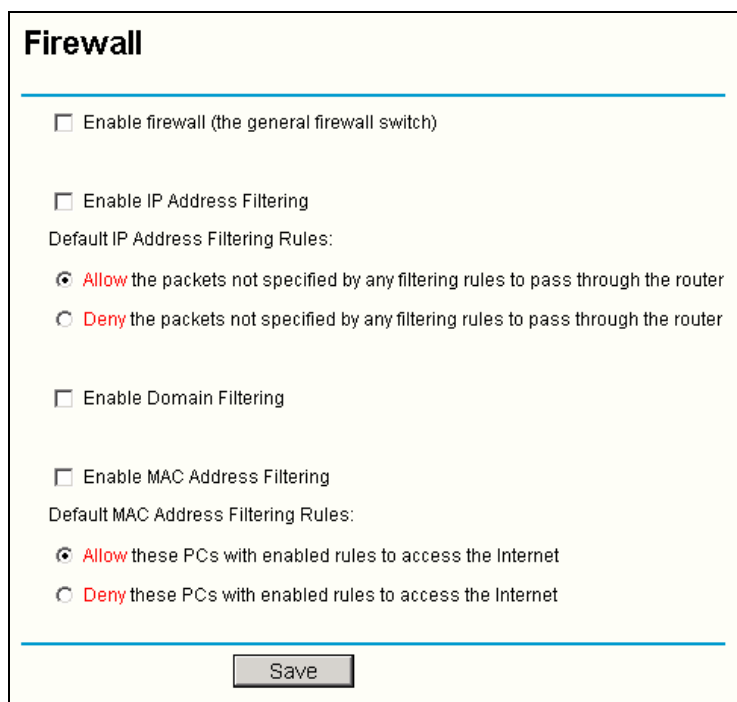 Firewall
Enable firewall (the general firewall switch)
Enable IP Address Filtering
Default IP Address Filtering Rules:
Allow the packets not specified by any filtering rules to pass through the router
Deny the packets not specified by any filtering rules to pass through the router
Enable Domain Filtering
Enable MAC Address Filtering
Default MAC Address Filtering Rules:
Allow these PCs with enabled rules to access the Internet
Deny these PCs with enabled rules to access the Internet
Save